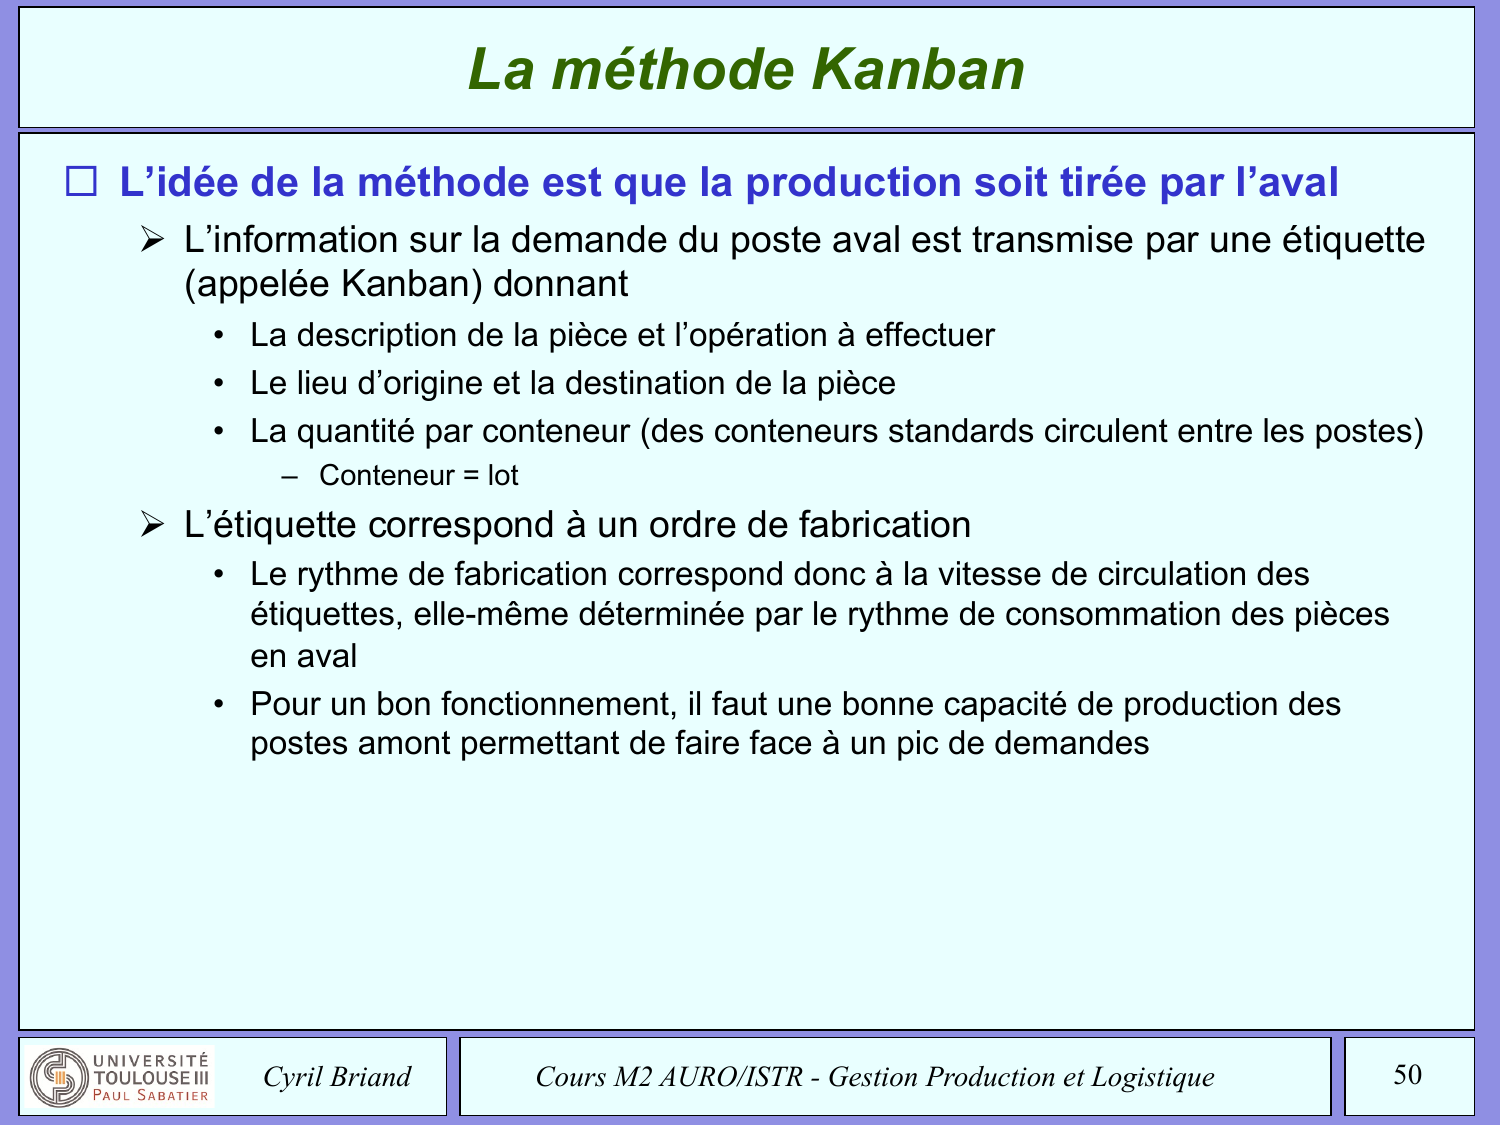 La méthode Kanban
L’idée de la méthode est que la production soit tirée par l’aval
L’information sur la demande du poste aval est transmise par une étiquette
(appelée Kanban) donnant
• La description de la pièce et l’opération à effectuer
• Le lieu d’origine et la destination de la pièce
• La quantité par conteneur (des conteneurs standards circulent entre les postes)
– Conteneur = lot
L’étiquette correspond à un ordre de fabrication
• Le rythme de fabrication correspond donc à la vitesse de circulation des
étiquettes, elle-même déterminée par le rythme de consommation des pièces
en aval
• Pour un bon fonctionnement, il faut une bonne capacité de production des
postes amont permettant de faire face à un pic de demandes
UNIVERSITÉ
TOULOUSE III
PAUL SABATIER
Cyril Briand
Cours M2 AURO/ISTR - Gestion Production et Logistique
50